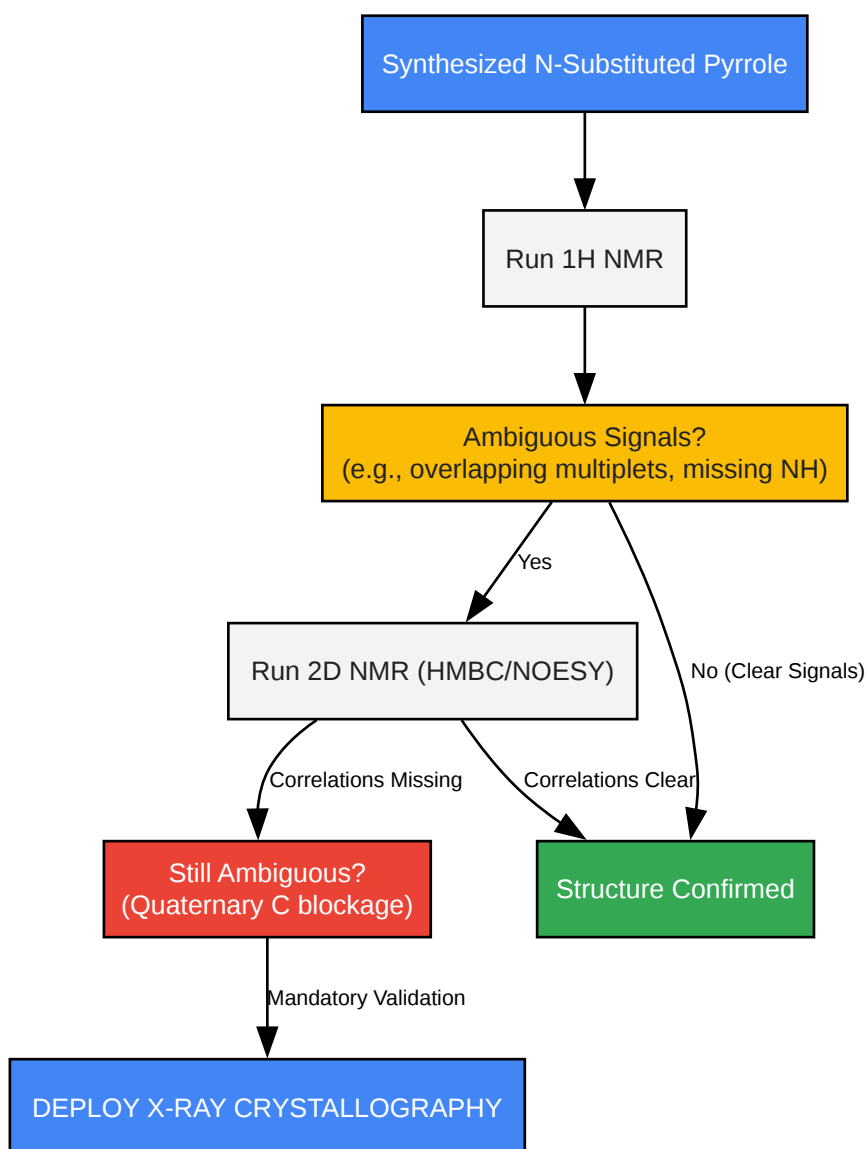 Synthesized N-Substituted Pyrrole
Run 1H NMR
Ambiguous Signals?
(e.g., overlapping multiplets, missing NH)
Yes
Run 2D NMR (HMBC/NOESY)
No (Clear Signals)
Correlations Missing
Correlations Clear
Still Ambiguous?
(Quaternary C blockage)
Structure Confirmed
Mandatory Validation
DEPLOY X-RAY CRYSTALLOGRAPHY